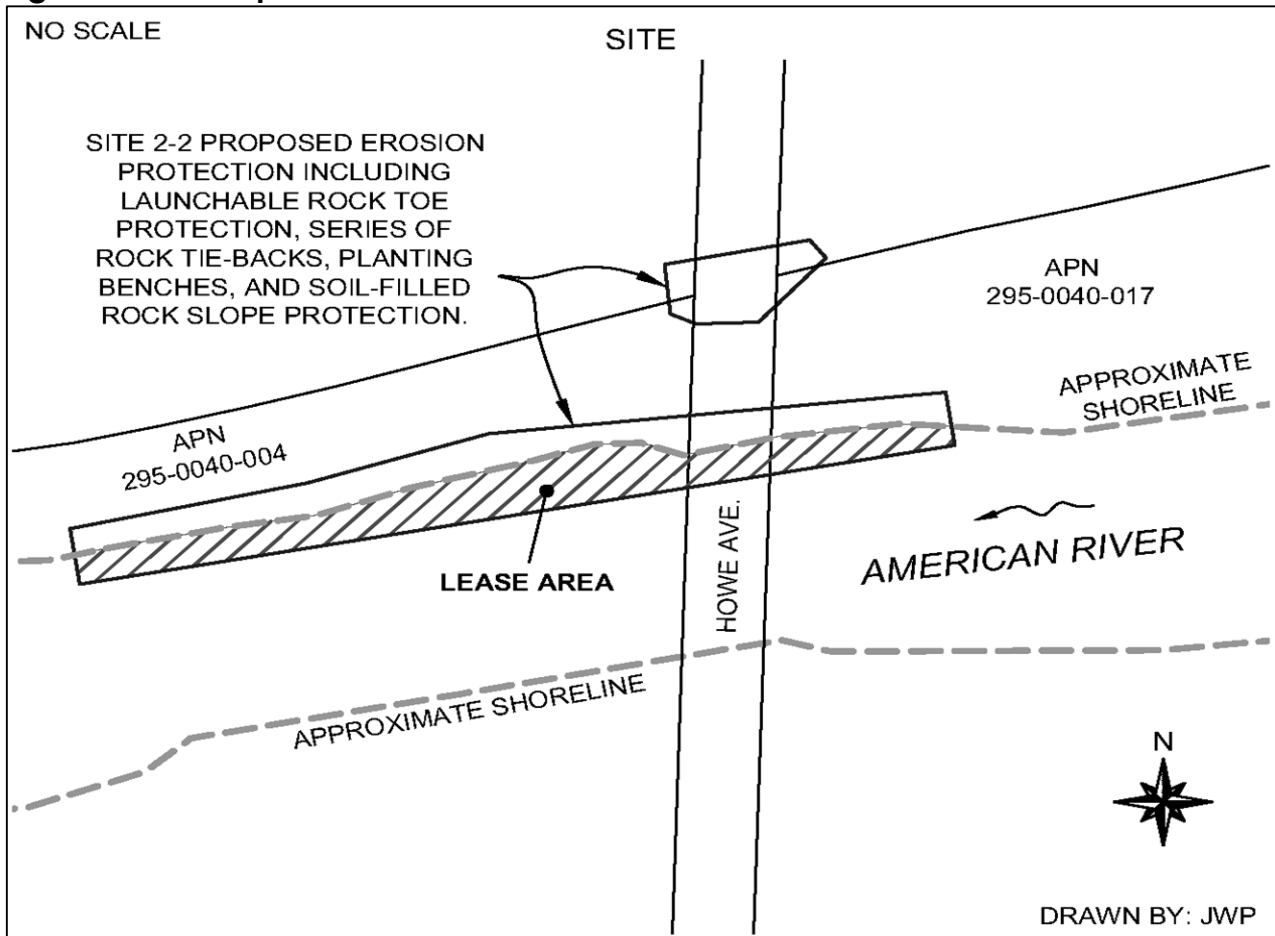 NO SCALE
SITE
SITE 2-2 PROPOSED EROSION
PROTECTION INCLUDING
LAUNCHABLE ROCK TOE
PROTECTION, SERIES OF
ROCK TIE-BACKS, PLANTING
BENCHES, AND SOIL-FILLED
ROCK SLOPE PROTECTION.
APN
295-0040-017
APPROXIMATE
SHORELINE
APN
295-0040-004
LEASE AREA
HOWE AVE.
AMERICAN RIVER
APPROXIMATE SHORELINE
N
DRAWN BY: JWP